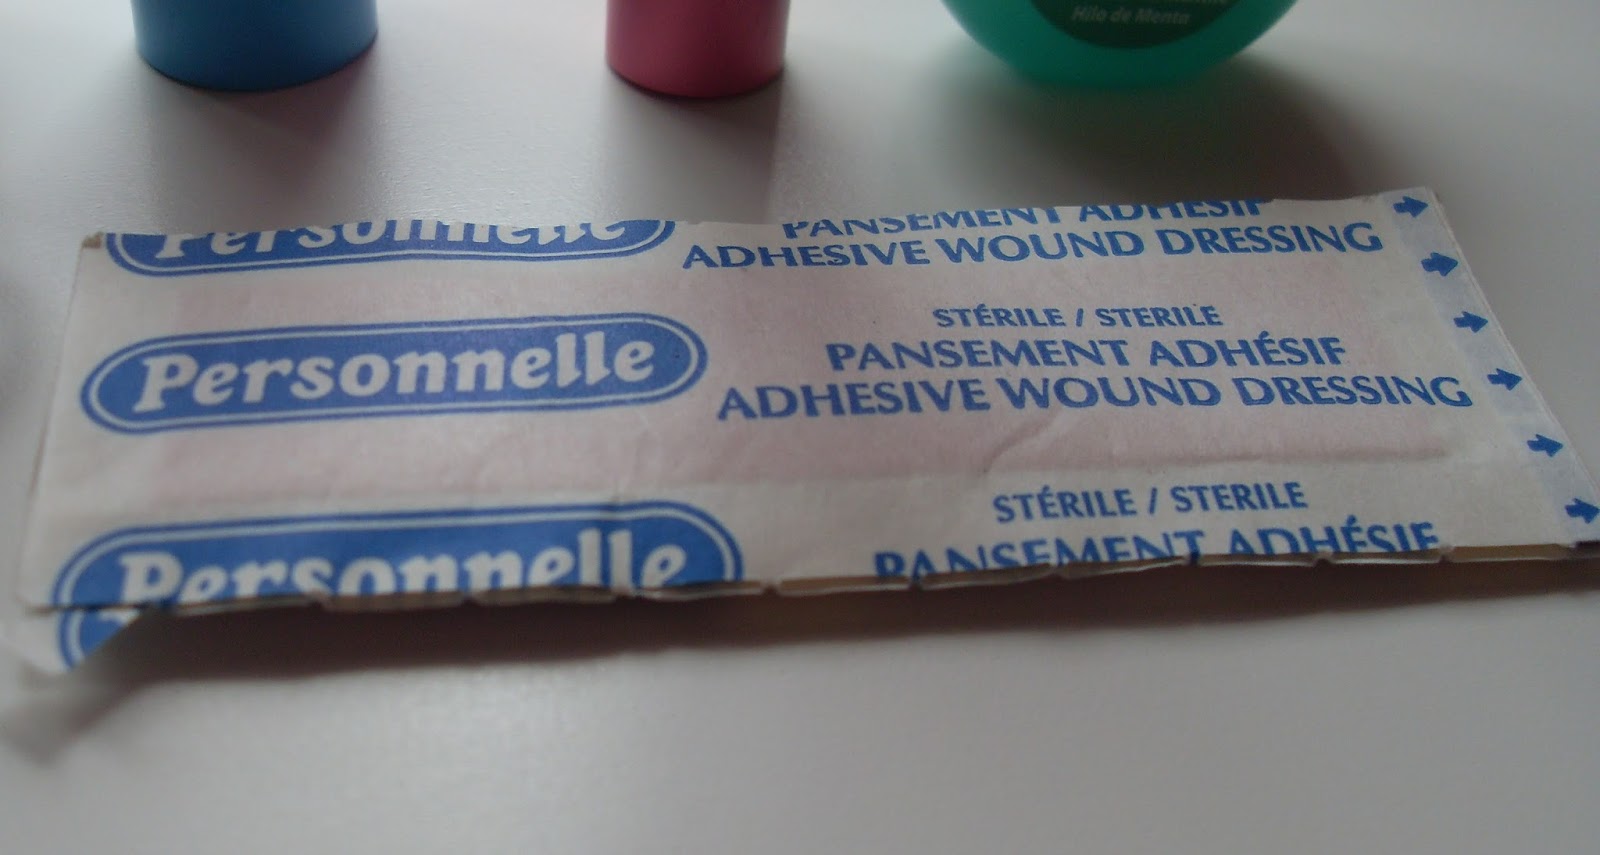 Hilo de Menta
Personnelle
PANSEMENT ADHÉSIF
ADHESIVE WOUND DRESSING
Personnelle
STÉRILE / STERILE
PANSEMENT ADHÉSIF
ADHESIVE WOUND DRESSING
Personnelle
STÉRILE / STERILE
PANSEMENT ADHÉSIF